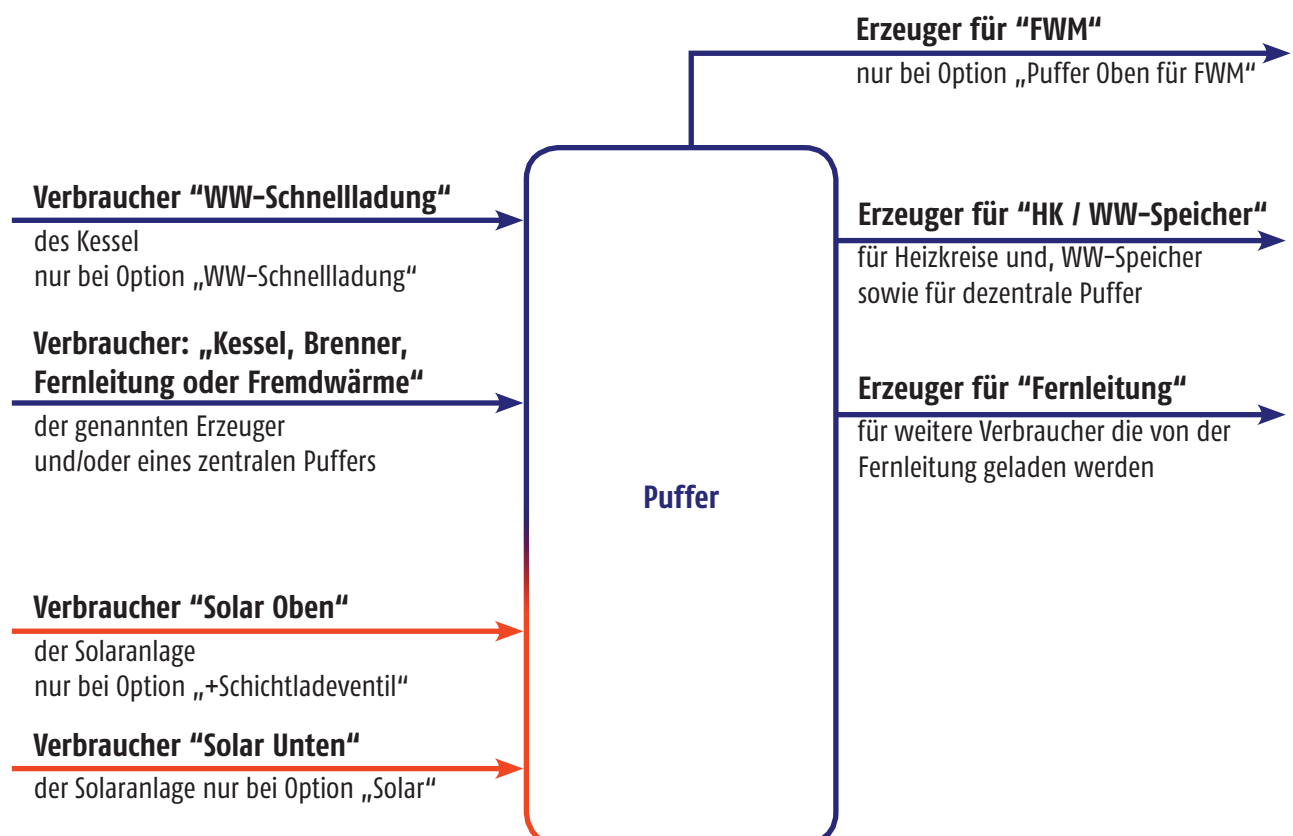 Erzeuger für “FWM“
nur bei Option „Puffer Oben für FWM“
Verbraucher “WW-Schnellladung“
des Kessel
nur bei Option „WW-Schnellladung“
Verbraucher: „Kessel, Brenner,
Fernleitung oder Fremdwärme“
der genannten Erzeuger
und/oder eines zentralen Puffers
Verbraucher “Solar Oben“
der Solaranlage
nur bei Option „+Schichtladeventil“
Verbraucher “Solar Unten“
der Solaranlage nur bei Option „Solar“
Puffer
Erzeuger für “HK / WW-Speicher“
für Heizkreise und, WW-Speicher
sowie für dezentrale Puffer
Erzeuger für “Fernleitung“
für weitere Verbraucher die von der
Fernleitung geladen werden